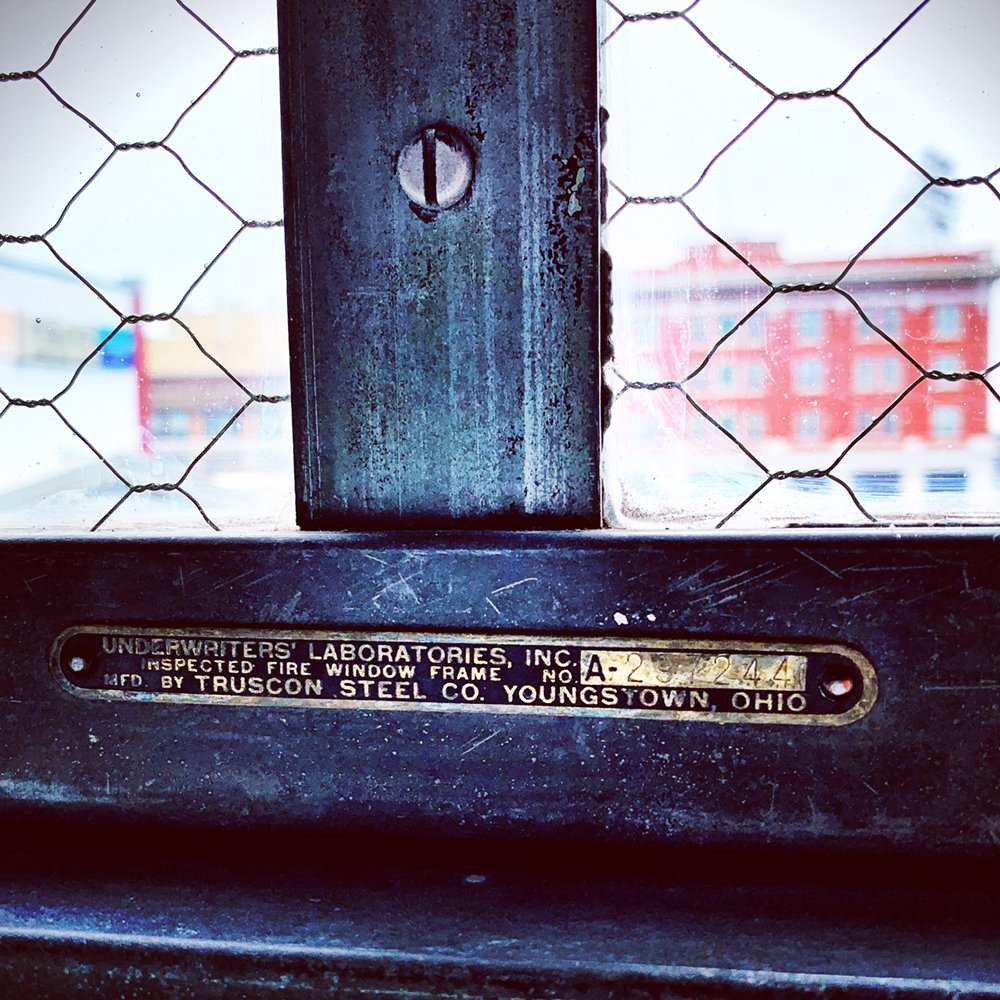 UNDERWRITERS' LABORATORIES, INC.
INSPECTED FIRE WINDOW FRAME NO.
MFD. BY TRUSCON STEEL CO. YOUNGSTOWN, OHIO